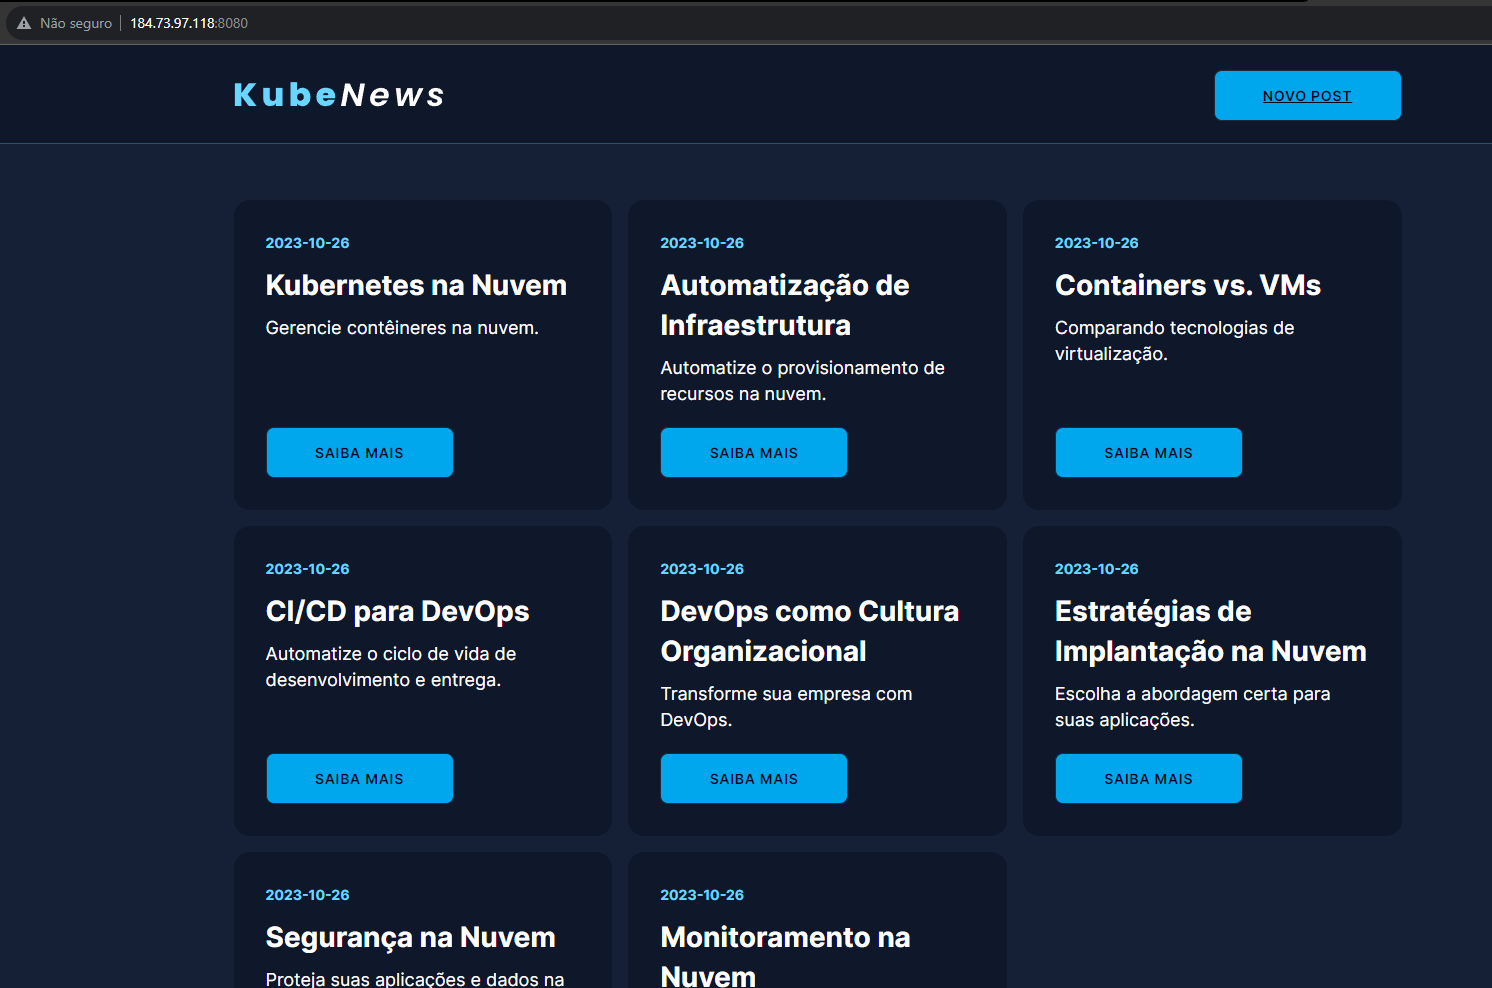 Não seguro 184.73.97.118:8080
KubeNews
NOVO POST
2023-10-26
Kubernetes na Nuvem
Gerencie contêineres na nuvem.
SAIBA MAIS
2023-10-26
Automatização de
Infraestrutura
Automatize o provisionamento de
recursos na nuvem.
SAIBA MAIS
2023-10-26
Containers vs. VMs
Comparando tecnologias de
virtualização.
SAIBA MAIS
2023-10-26
CI/CD para DevOps
Automatize o ciclo de vida de
desenvolvimento e entrega.
SAIBA MAIS
2023-10-26
DevOps como Cultura
Organizacional
Transforme sua empresa com
DevOps.
SAIBA MAIS
2023-10-26
Estratégias de
Implantação na Nuvem
Escolha a abordagem certa para
suas aplicações.
SAIBA MAIS
2023-10-26
Segurança na Nuvem
Proteja suas aplicações e dados na
2023-10-26
Monitoramento na
Nuvem